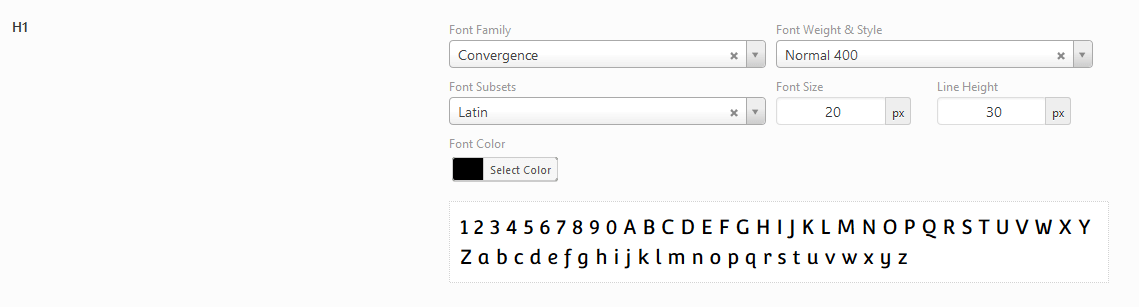 H1
Font Family
Font Weight & Style
Convergence
Normal 400
Font Subsets
Font Size
Line Height
Latin
20 px
30 px
Font Color
Select Color
1 2 3 4 5 6 7 8 9 0 A B C D E F G H I J K L M N O P Q R S T U V W X Y
Z a b c d e f g h i j k l m n o p q r s t u v w x y z